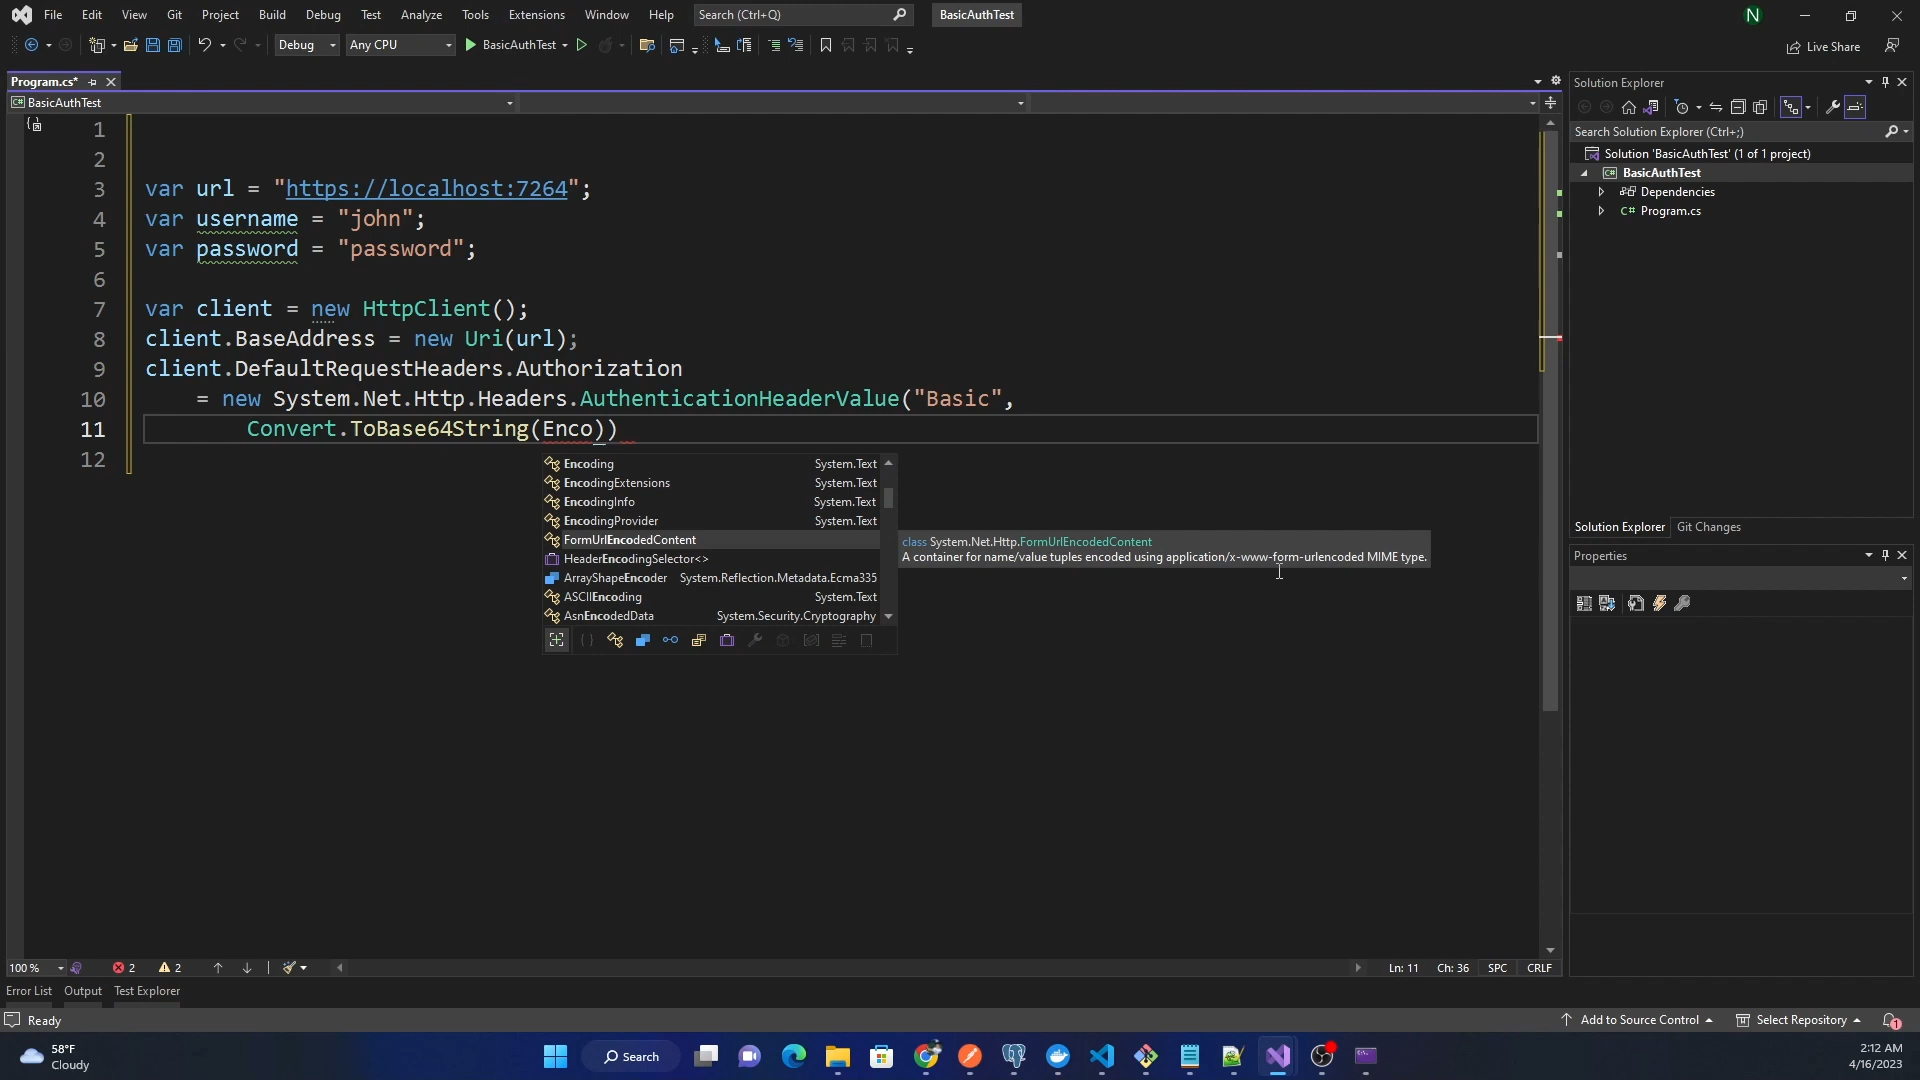 File Edit View Git Project Build Debug Test Analyze Tools Extensions Window Help Search (Ctrl+Q) BasicAuthTest N
Debug Any CPU BasicAuthTest Live Share
Program.cs*
C# BasicAuthTest
1
2
3 var url = "https://localhost:7264";
4 var username = "john";
5 var password = "password";
6
7 var client = new HttpClient();
8 client.BaseAddress = new Uri(url);
9 client.DefaultRequestHeaders.Authorization
10 = new System.Net.Http.Headers.AuthenticationHeaderValue("Basic",
11 Convert.ToBase64String(Enco))
12
Encoding System.Text
EncodingExtensions System.Text
EncodingInfo System.Text
EncodingProvider System.Text
FormUrlEncodedContent
HeaderEncodingSelector<>
ArrayShapeEncoder System.Reflection.Metadata.Ecma335
ASCIIEncoding System.Text
AsnEncodedData System.Security.Cryptography
class System.Net.Http.FormUrlEncodedContent
A container for name/value tuples encoded using application/x-www-form-urlencoded MIME type.
Solution Explorer
Search Solution Explorer (Ctrl+;)
Solution 'BasicAuthTest' (1 of 1 project)
C# BasicAuthTest
Dependencies
C# Program.cs
Solution Explorer Git Changes
Properties
100 % 2 2 Ln: 11 Ch: 36 SPC CRLF
Error List Output Test Explorer
Ready Add to Source Control Select Repository 1
58°F
Cloudy
Search
2:12 AM
4/16/2023